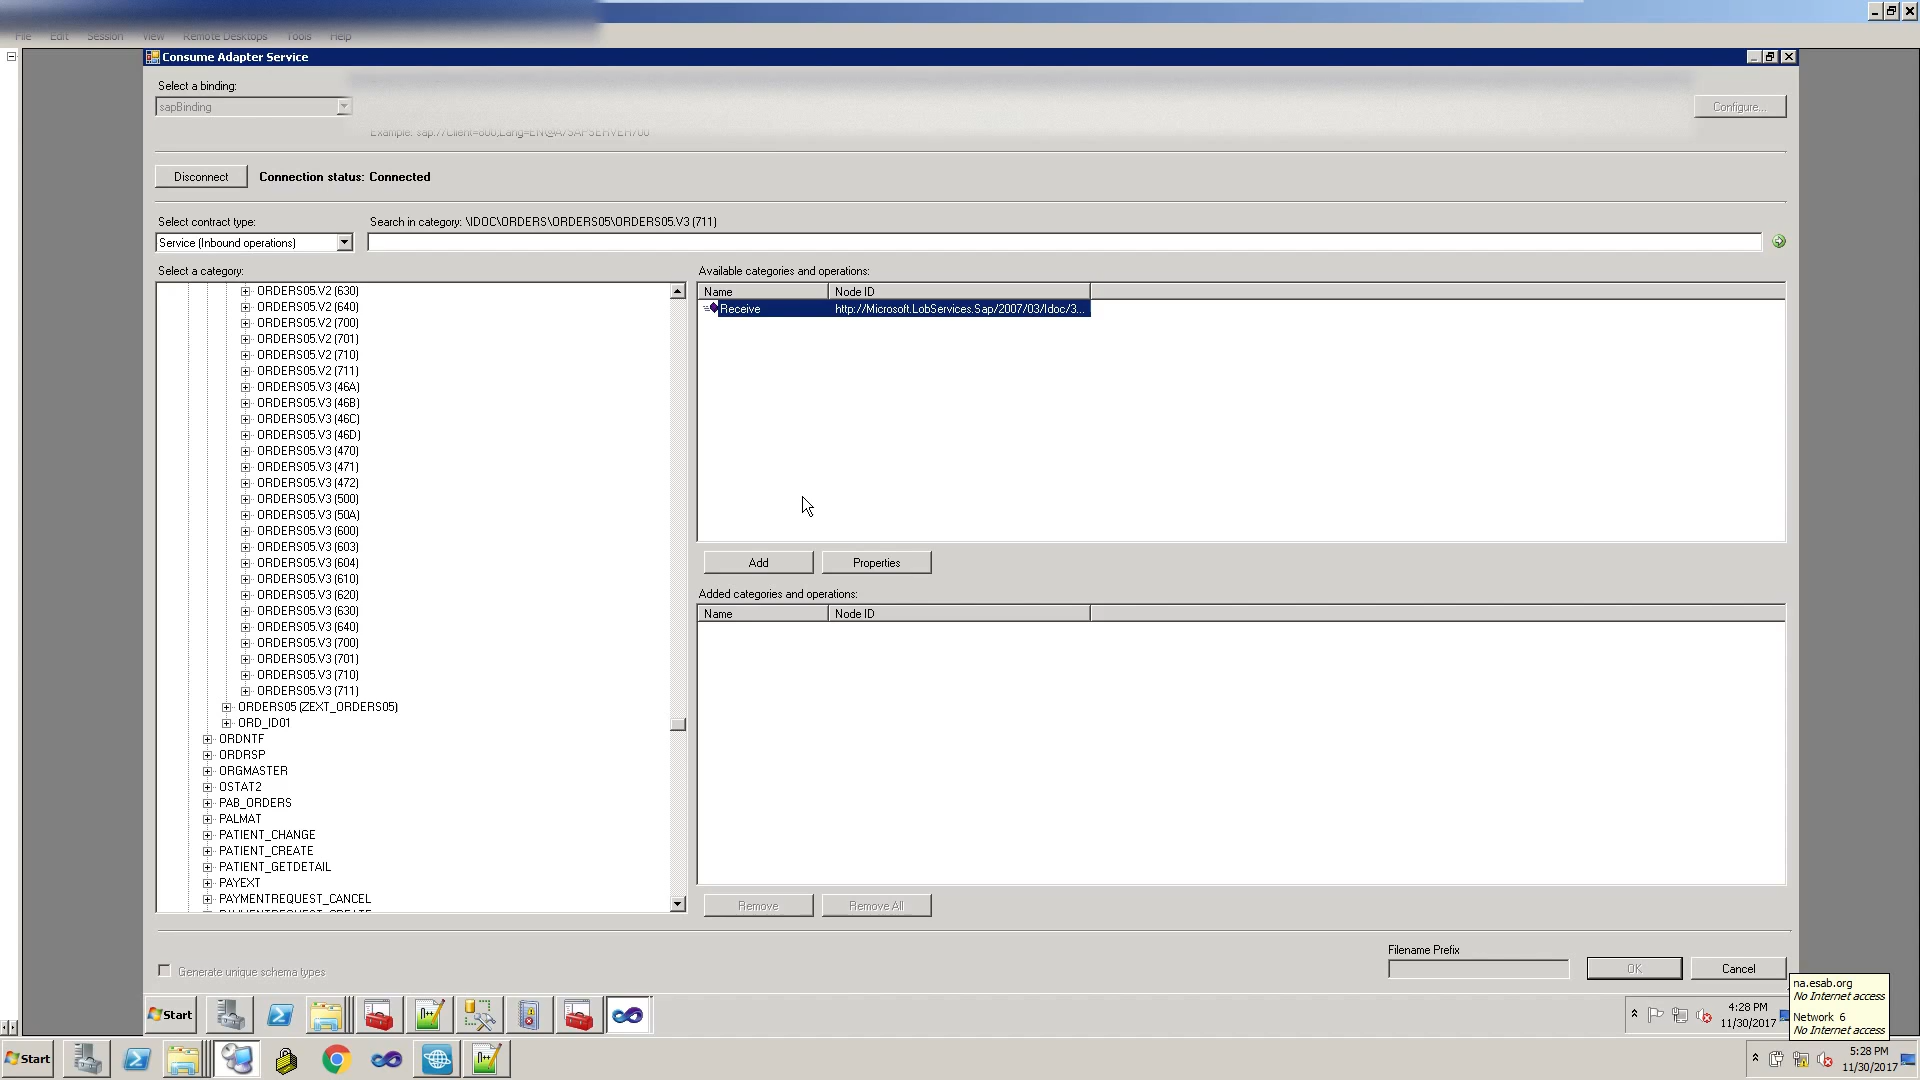 File Edit Session View Remote Desktops Tools Help
Consume Adapter Service
Select a binding:
sapBinding
Configure...
Connection status: Connected
Disconnect
Select contract type:
Search in category: \IDOC\ORDERS\ORDERS05\ORDERS05.V3 (711)
Service (Inbound operations)
Select a category:
ORDERS05.V2 (630)
ORDERS05.V2 (640)
ORDERS05.V2 (700)
ORDERS05.V2 (701)
ORDERS05.V2 (710)
ORDERS05.V2 (711)
ORDERS05.V3 (46A)
ORDERS05.V3 (46B)
ORDERS05.V3 (46C)
ORDERS05.V3 (46D)
ORDERS05.V3 (470)
ORDERS05.V3 (471)
ORDERS05.V3 (472)
ORDERS05.V3 (500)
ORDERS05.V3 (50A)
ORDERS05.V3 (600)
ORDERS05.V3 (603)
ORDERS05.V3 (604)
ORDERS05.V3 (610)
ORDERS05.V3 (620)
ORDERS05.V3 (630)
ORDERS05.V3 (640)
ORDERS05.V3 (700)
ORDERS05.V3 (701)
ORDERS05.V3 (710)
ORDERS05.V3 (711)
ORDERS05 (ZEXT_ORDERS05)
ORD_ID01
ORDNTF
ORDRSP
ORGMASTER
OSTAT2
PAB_ORDERS
PALMAT
PATIENT_CHANGE
PATIENT_CREATE
PATIENT_GETDETAIL
PAYEXT
PAYMENTREQUEST_CANCEL
Available categories and operations:
Name Node ID
Receive http://Microsoft.LobServices.Sap/2007/03/Idoc/3...
Add Properties
Added categories and operations:
Name Node ID
Remove Remove All
Generate unique schema types
Filename Prefix
OK Cancel
na.esab.org
No Internet access
Network 6
No Internet access
Start
4:28 PM
11/30/2017
Start
5:28 PM
11/30/2017